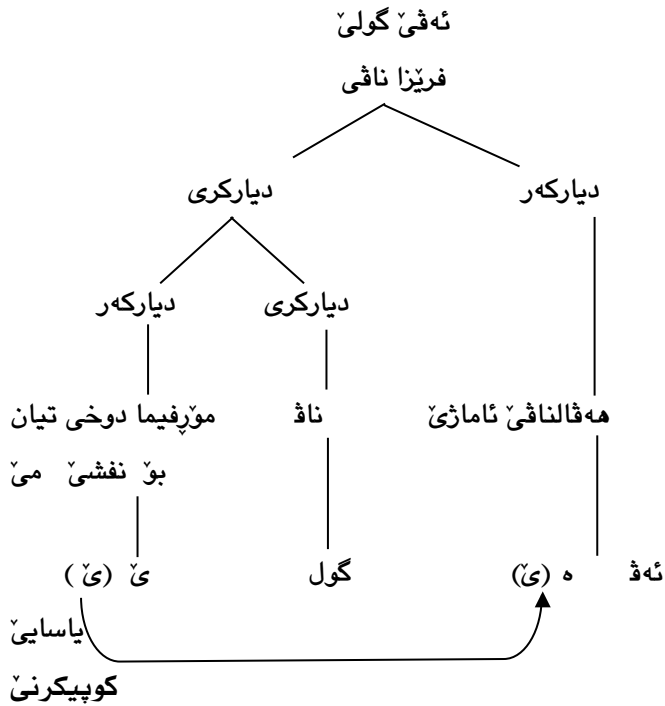 ئەڤێ گولێ
فرێزا ناڤی
دیارکەر دیارکری
دیارکری دیارکەر
هەڤالناڤێ ئاماژێ ناڤ مۆرفیما دوخی تیان
بۆ نفشێ مێ
ئەڤ ە (ێ) گول ێ (ێ)
یاسایێ
کوپیکرنێ